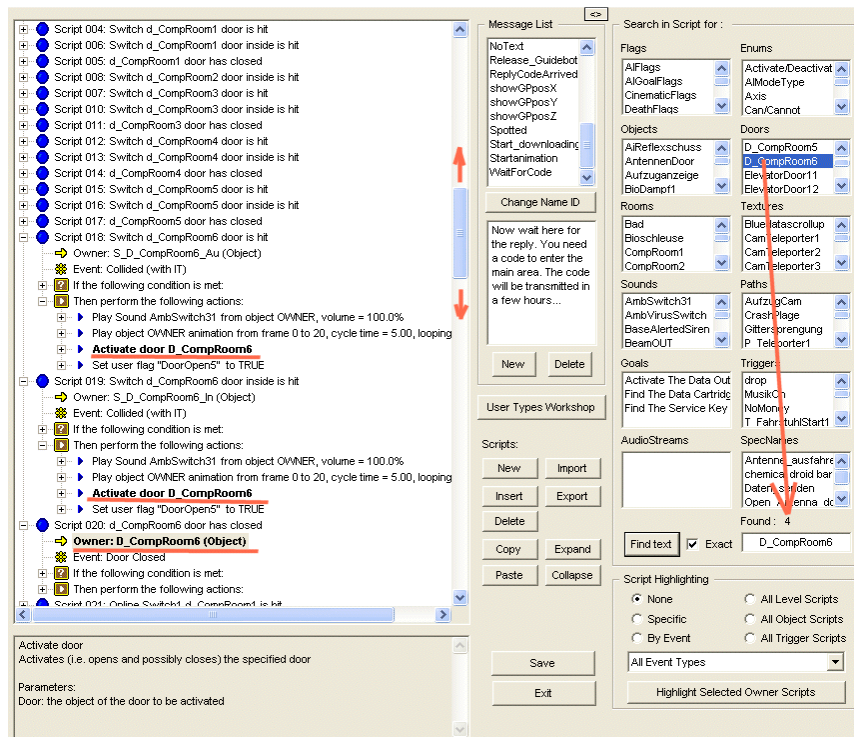 <>
Script 004: Switch d_CompRoom1 door is hit
Script 006: Switch d_CompRoom1 door inside is hit
Script 005: d_CompRoom1 door has closed
Script 008: Switch d_CompRoom2 door inside is hit
Script 007: Switch d_CompRoom3 door is hit
Script 010: Switch d_CompRoom3 door inside is hit
Script 011: d_CompRoom3 door has closed
Script 012: Switch d_CompRoom4 door is hit
Script 013: Switch d_CompRoom4 door inside is hit
Script 014: d_CompRoom4 door has closed
Script 015: Switch d_CompRoom5 door is hit
Script 016: Switch d_CompRoom5 door inside is hit
Script 017: d_CompRoom5 door has closed
Script 018: Switch d_CompRoom6 door is hit
Owner: S_D_CompRoom6_Au (Object)
Event: Collided (with IT)
If the following condition is met:
Then perform the following actions:
Play Sound AmbSwitch31 from object OWNER, volume = 100.0%
Play object OWNER animation from frame 0 to 20, cycle time = 5.00, looping
Activate door D_CompRoom6
Set user flag "DoorOpen5" to TRUE
Script 019: Switch d_CompRoom6 door inside is hit
Owner: S_D_CompRoom6_In (Object)
Event: Collided (with IT)
If the following condition is met:
Then perform the following actions:
Play Sound AmbSwitch31 from object OWNER, volume = 100.0%
Play object OWNER animation from frame 0 to 20, cycle time = 5.00, looping
Activate door D_CompRoom6
Set user flag "DoorOpen5" to TRUE
Script 020: d_CompRoom6 door has closed
Owner: D_CompRoom6 (Object)
Event: Door Closed
If the following condition is met:
Then perform the following actions:
Script 021: Online Switch1 d_CompRoom1 is hit
Activate door
Activates (i.e. opens and possibly closes) the specified door
Parameters:
Door: the object of the door to be activated
Message List
NoText
Release_Guidebot
ReplyCodeArrived
showGPposX
showGPposY
showGPposZ
Spotted
Start_downloading
Startanimation
WaitForCode
Change Name ID
Now wait here for
the reply. You need
a code to enter the
main area. The code
will be transmitted in
a few hours...
New Delete
User Types Workshop
Scripts:
New Import
Insert Export
Delete
Copy Expand
Paste Collapse
Save
Exit
Search in Script for :
Flags
AIFlags
AIGoalFlags
CinematicFlags
DeathFlags
Enums
Activate/Deactivat
AIModeType
Axis
Can/Cannot
Objects
AiReflexschuss
AntennenDoor
Aufzuganzeige
BioDampf1
Doors
D_CompRoom5
D_CompRoom6
ElevatorDoor11
ElevatorDoor12
Rooms
Bad
Bioschleuse
CompRoom1
CompRoom2
Textures
Bluedatascrollup
CamTeleporter1
CamTeleporter2
CamTeleporter3
Sounds
AmbSwitch31
AmbVirusSwitch
BaseAlertedSiren
BeamOUT
Paths
AufzugCam
CrashPlage
Gittersprengung
P_Teleporter1
Goals
Activate The Data Out
Find The Data Cartridg
Find The Service Key
Triggers
drop
MusikOn
NoMoney
T_FahrstuhlStart1
AudioStreams
SpecNames
Antenne_ausfahre
chemical droid bar
Daten_senden
Open_Antenna_do
Found : 4
Find text Exact D_CompRoom6
Script Highlighting
None All Level Scripts
Specific All Object Scripts
By Event All Trigger Scripts
All Event Types
Highlight Selected Owner Scripts